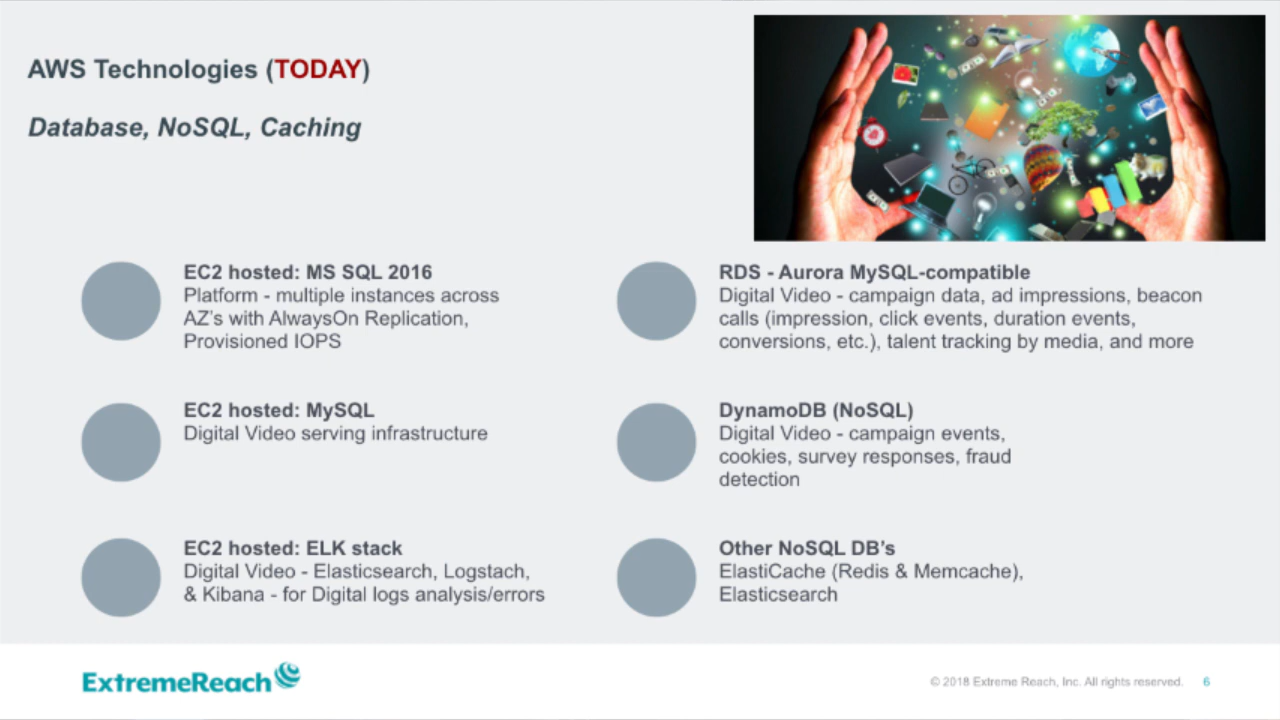 AWS Technologies (TODAY)
Database, NoSQL, Caching
EC2 hosted: MS SQL 2016
Platform - multiple instances across
AZ's with AlwaysOn Replication,
Provisioned IOPS
EC2 hosted: MySQL
Digital Video serving infrastructure
EC2 hosted: ELK stack
Digital Video - Elasticsearch, Logstach,
& Kibana - for Digital logs analysis/errors
RDS - Aurora MySQL-compatible
Digital Video - campaign data, ad impressions, beacon
calls (impression, click events, duration events,
conversions, etc.), talent tracking by media, and more
DynamoDB (NoSQL)
Digital Video - campaign events,
cookies, survey responses, fraud
detection
Other NoSQL DB's
ElastiCache (Redis & Memcache),
Elasticsearch
ExtremeReach
© 2018 Extreme Reach, Inc. All rights reserved. 6